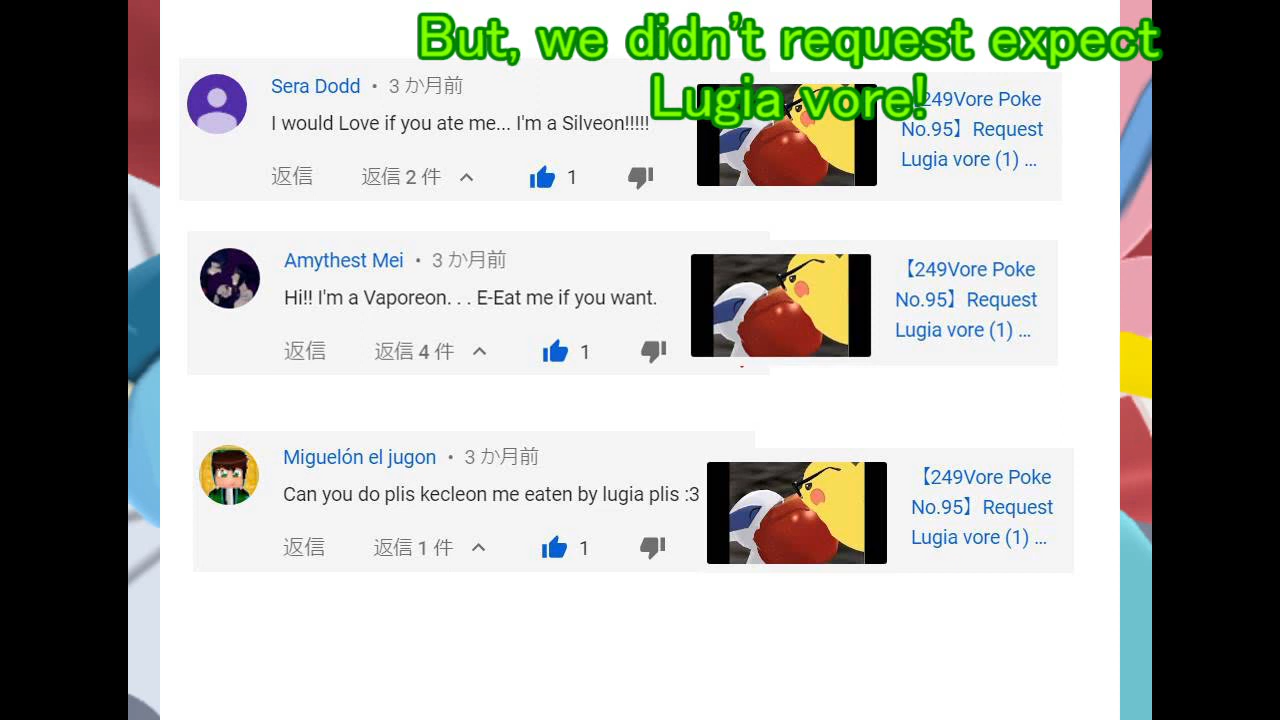 But, we didn't request expect
Lugia vore!
Sera Dodd • 3 か月前
I would Love if you ate me... I'm a Silveon!!!!!
返信 返信 2 件 1
249Vore Poke
No.95】Request
Lugia vore (1) ...
Amythest Mei • 3 か月前
Hi!! I'm a Vaporeon. . . E-Eat me if you want.
返信 返信 4 件 1
【249Vore Poke
No.95】Request
Lugia vore (1) ...
Miguelón el jugon • 3 か月前
Can you do plis kecleon me eaten by lugia plis :3
返信 返信 1 件 1
【249Vore Poke
No.95】Request
Lugia vore (1) ...